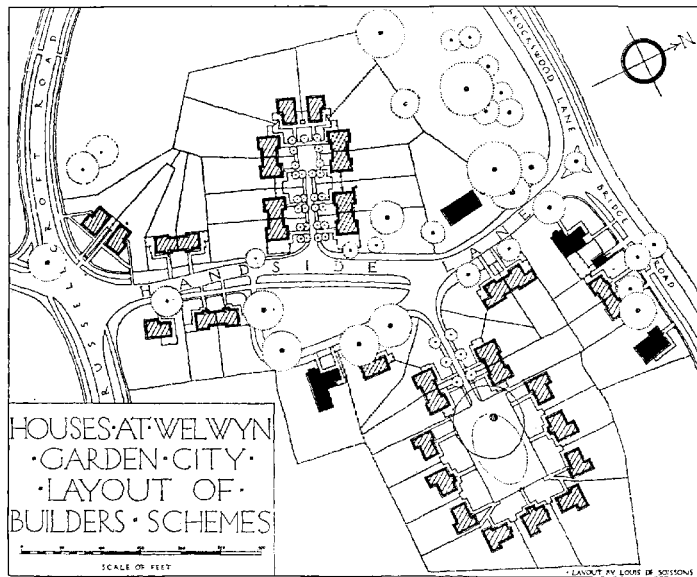 RUSSELLCROFT ROAD
BROCKSWOOD LANE
N
BRIDGE ROAD
HANDSIDE LANE
HOUSES·AT·WELWYN
·GARDEN·CITY
·LAYOUT OF·
BUILDERS·SCHEMES
SCALE OF FEET
·LAYOUT BY LOUIS DE SOISSONS